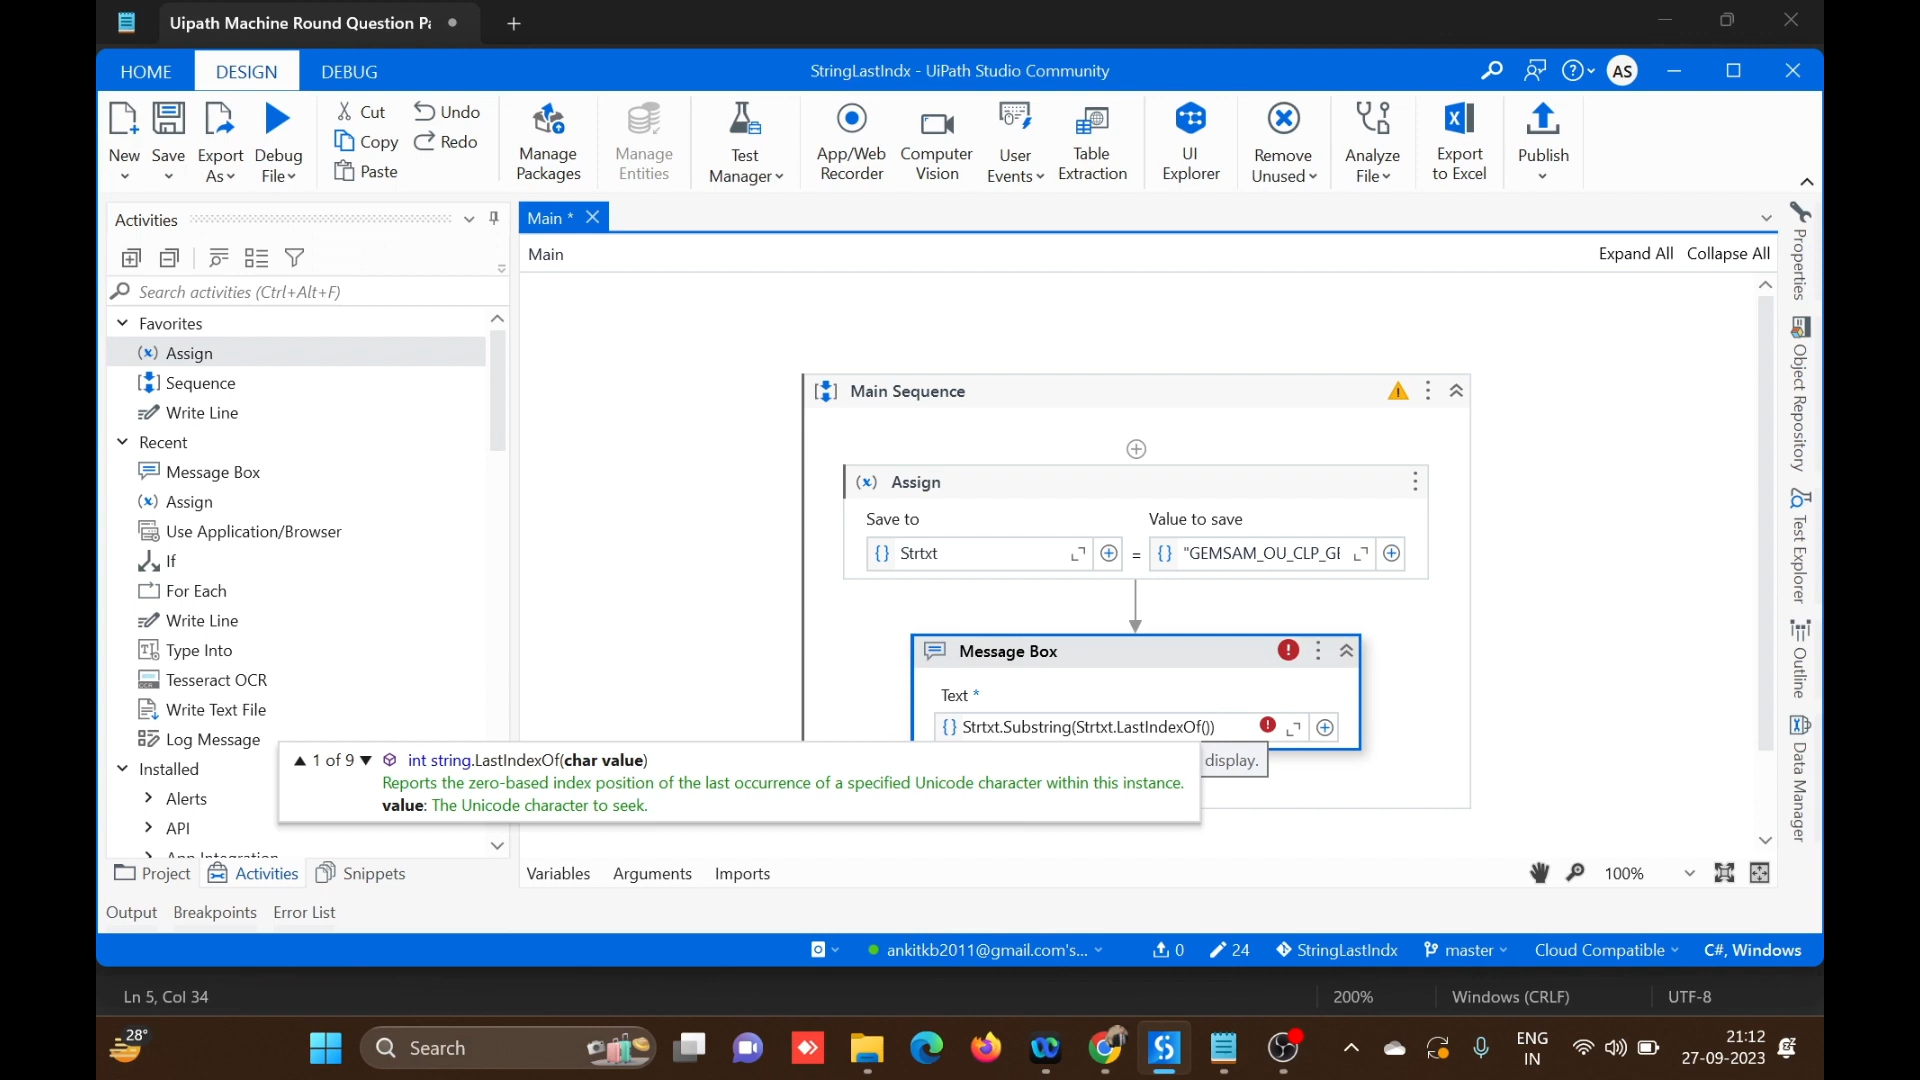 Uipath Machine Round Question Pa
HOME DESIGN DEBUG
StringLastIndx - UiPath Studio Community
AS
New Save Export As Debug File
Cut Undo
Copy Redo
Paste
Manage Packages
Manage Entities
Test Manager
App/Web Recorder
Computer Vision
User Events
Table Extraction
UI Explorer
Remove Unused
Analyze File
Export to Excel
Publish
Activities
Search activities (Ctrl+Alt+F)
Favorites
Assign
Sequence
Write Line
Recent
Message Box
Assign
Use Application/Browser
If
For Each
Write Line
Type Into
Tesseract OCR
Write Text File
Log Message
Installed
Alerts
API
Project Activities Snippets
Main *
Main
Expand All Collapse All
Main Sequence
(x) Assign
Save to Value to save
{} Strtxt = {} "GEMSAM_OU_CLP_GE
Message Box
Text *
{} Strtxt.Substring(Strtxt.LastIndexOf())
1 of 9 int string.LastIndexOf(char value)
display.
Reports the zero-based index position of the last occurrence of a specified Unicode character within this instance.
value: The Unicode character to seek.
Variables Arguments Imports
100%
Properties
Object Repository
Test Explorer
Outline
Data Manager
Output Breakpoints Error List
ankitkb2011@gmail.com's... 0 24 StringLastIndx master Cloud Compatible C#, Windows
Ln 5, Col 34 200% Windows (CRLF) UTF-8
28°
Search
ENG
IN
21:12
27-09-2023